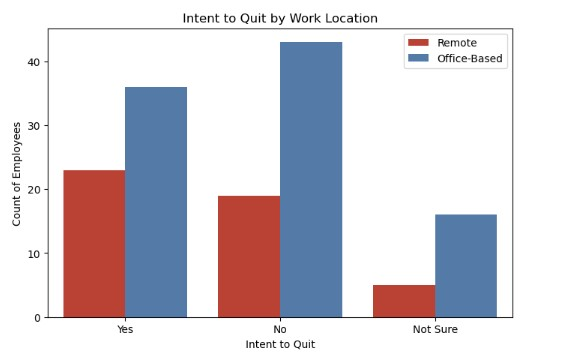 Intent to Quit by Work Location
Remote
Office-Based
40
30
20
10
0
Count of Employees
Yes
No
Not Sure
Intent to Quit